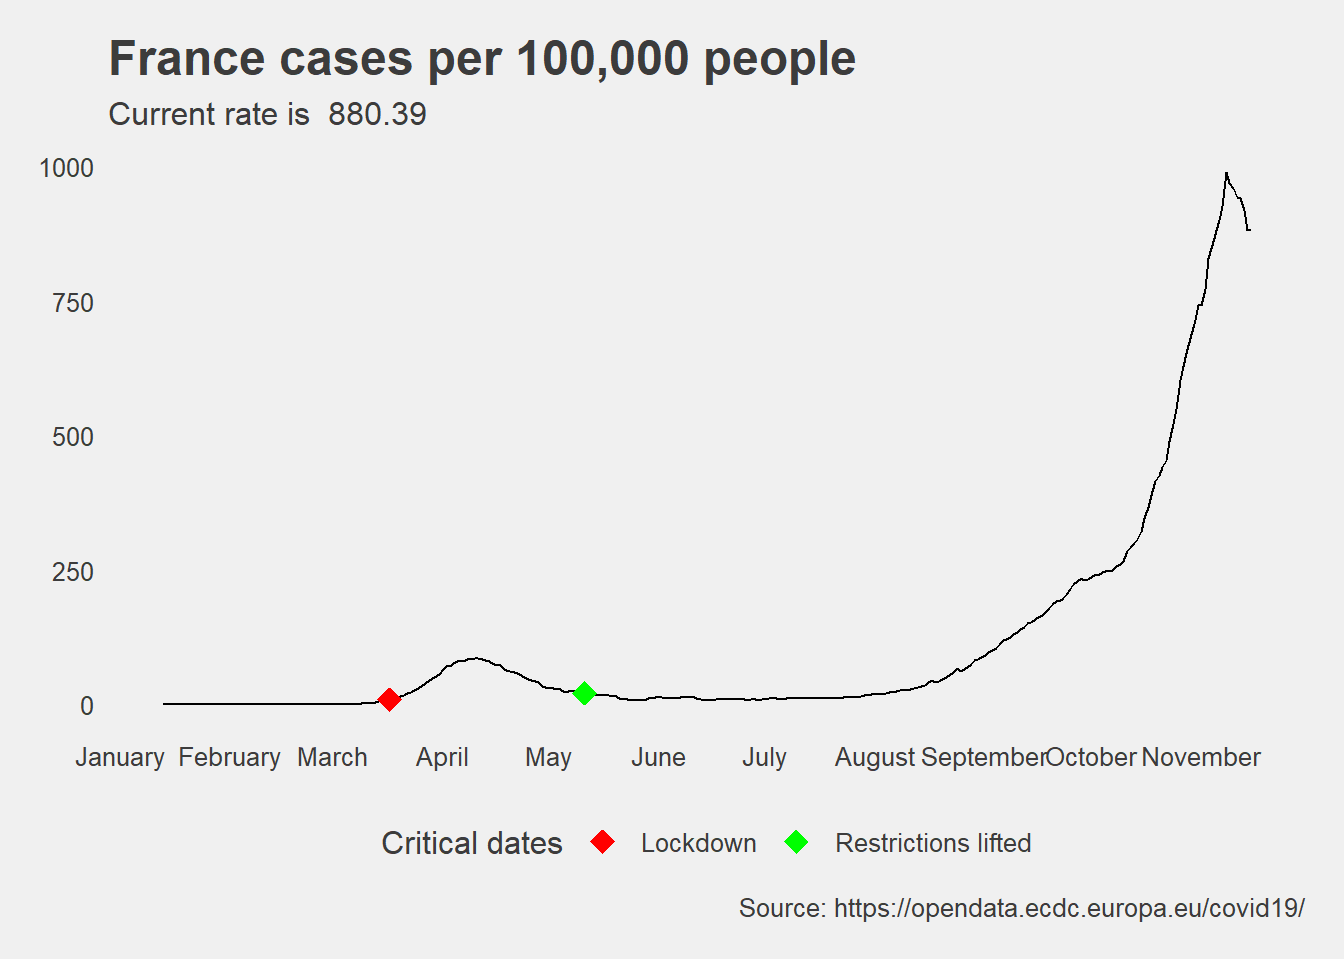 France cases per 100,000 people
Current rate is  880.39
1000
750
500
250
0
January February March April May June July August September October November
Critical dates Lockdown Restrictions lifted
Source: https://opendata.ecdc.europa.eu/covid19/